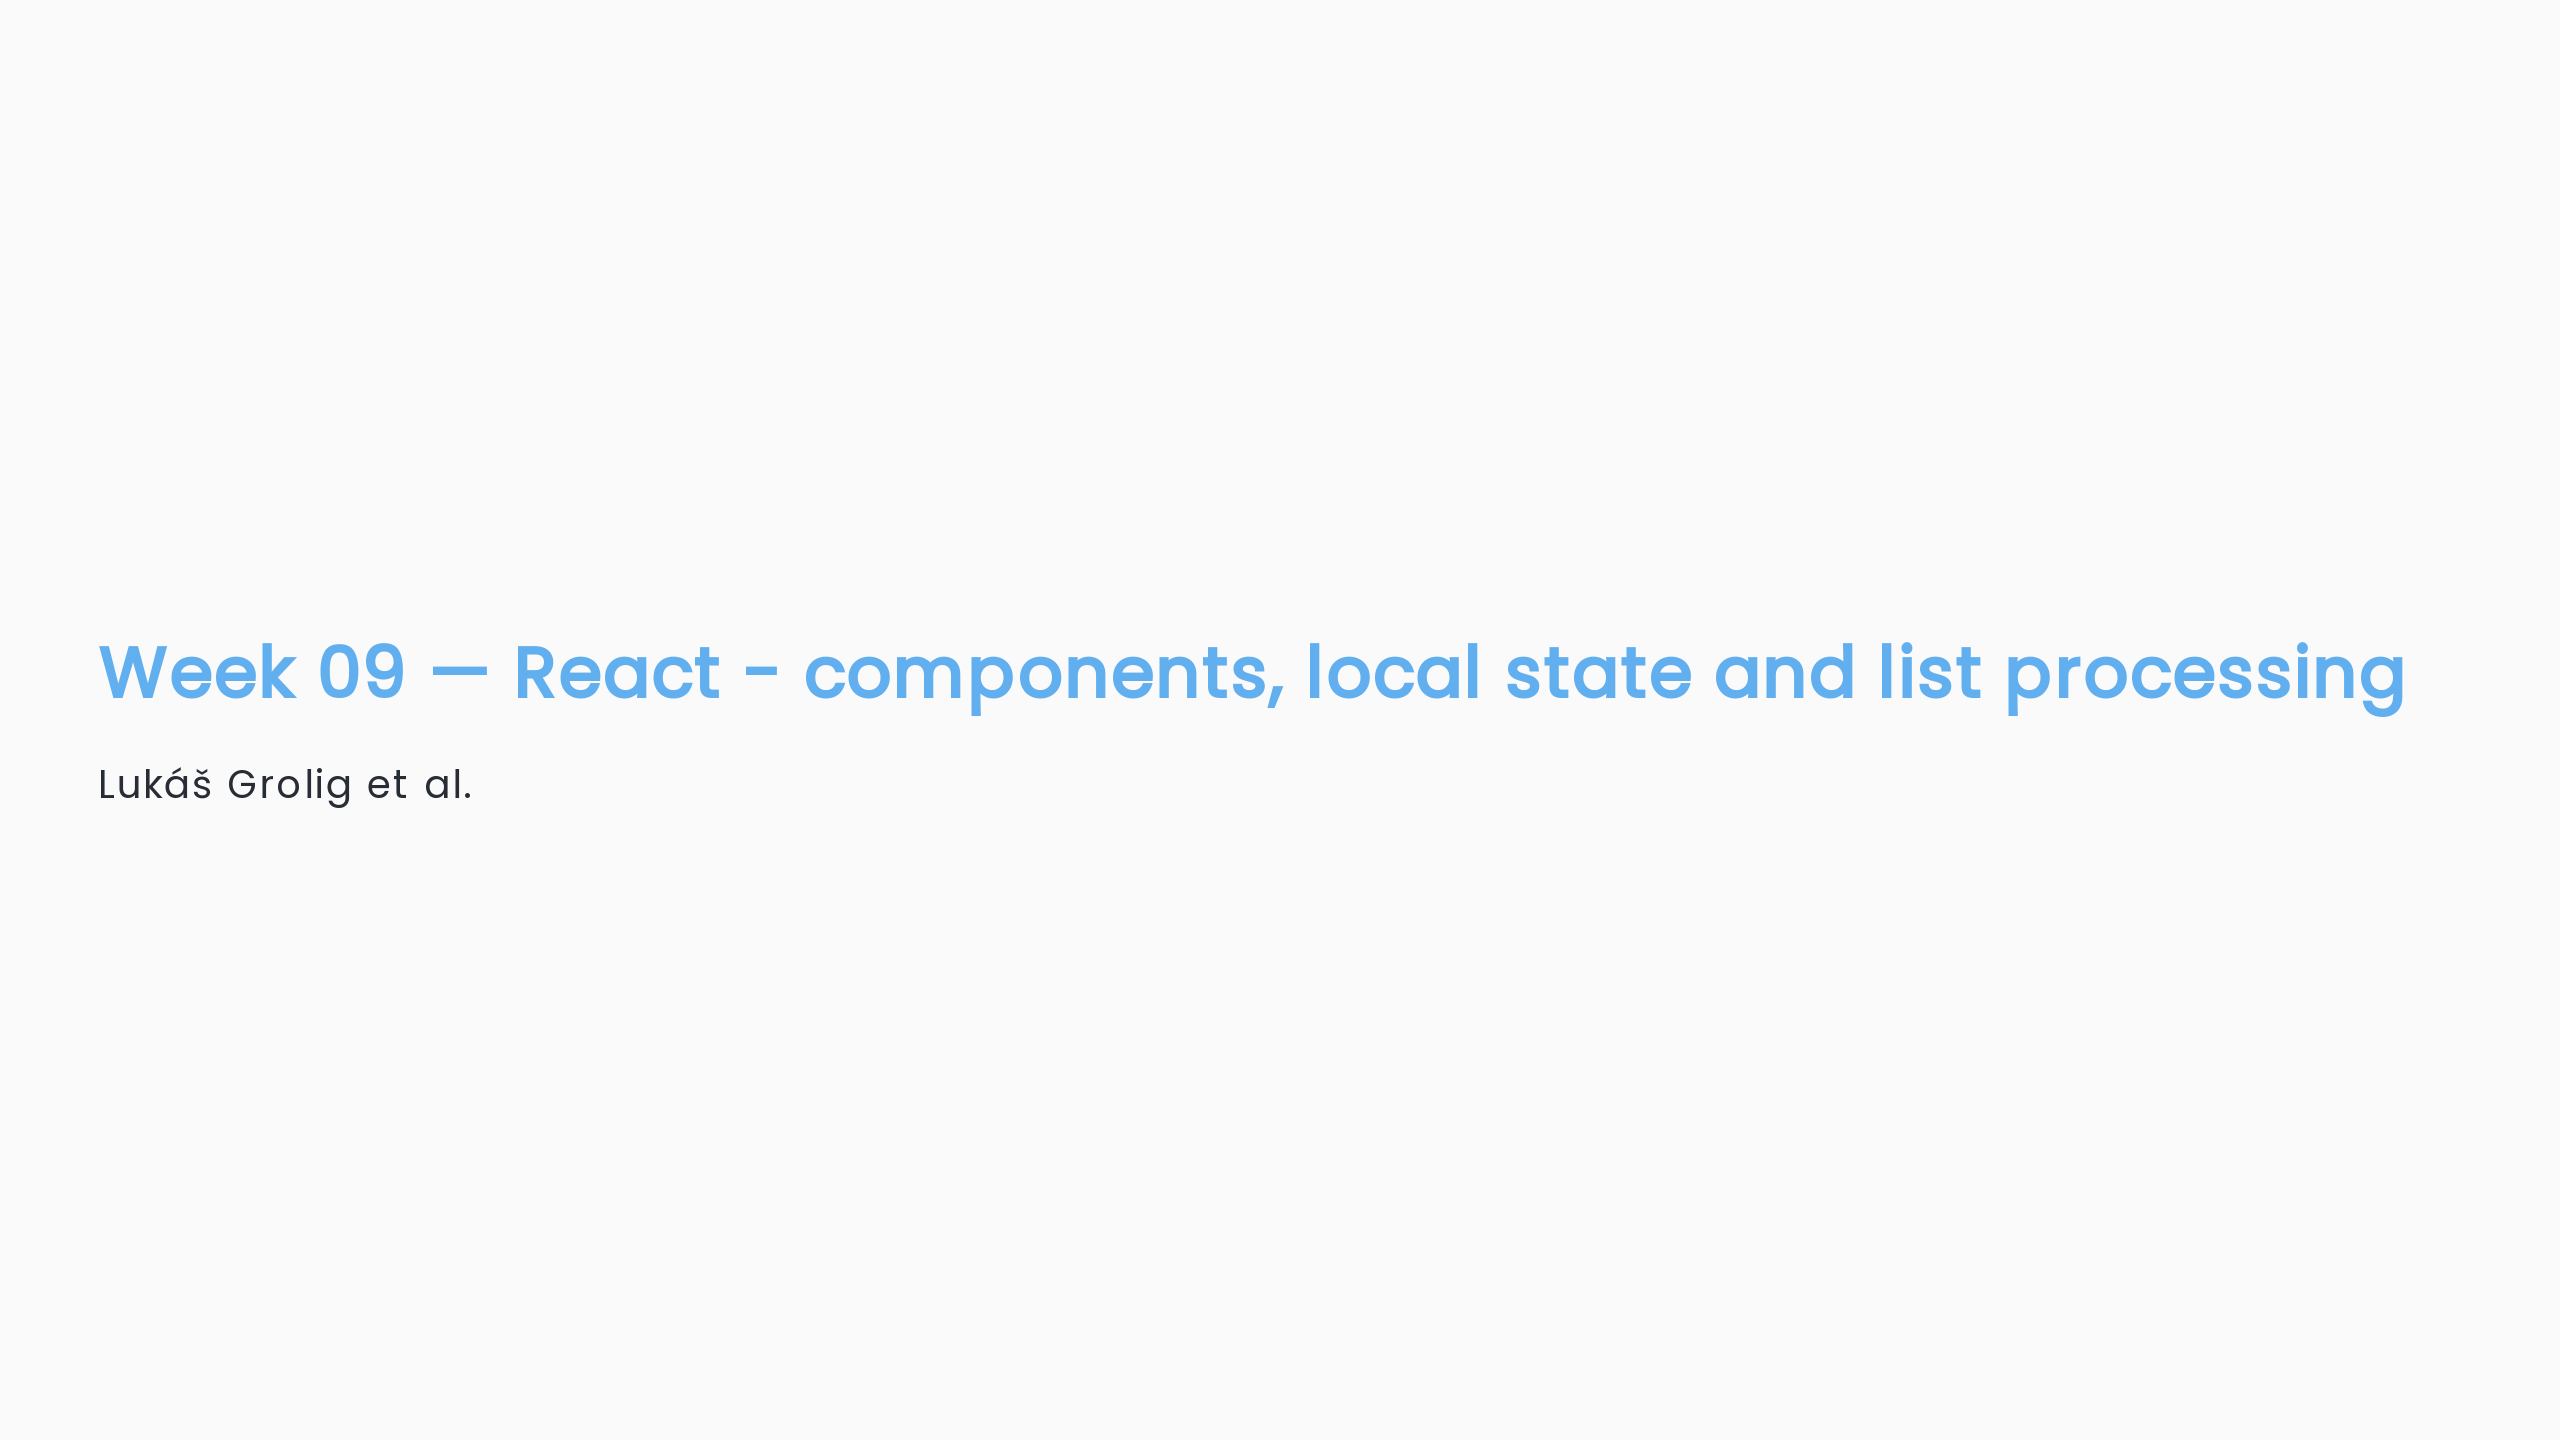 Week 09 — React - components, local state and list processing
Lukáš Grolig et al.